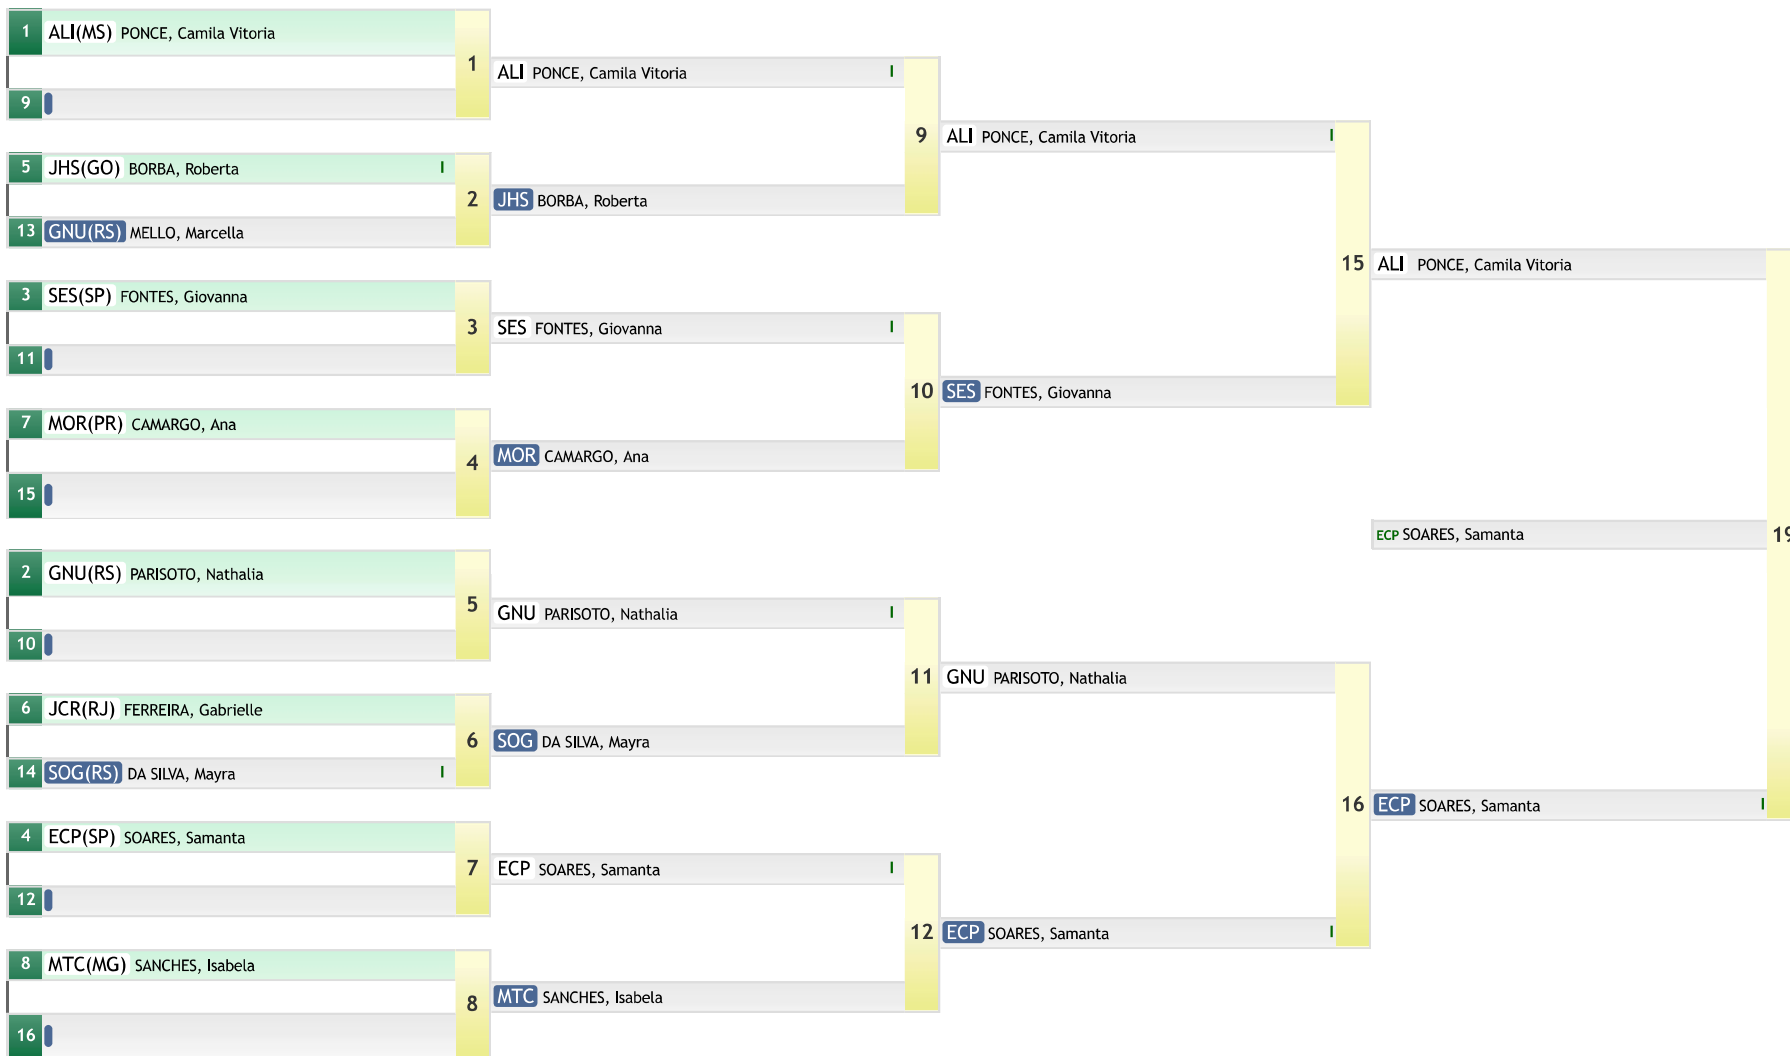 1 ALI(MS) PONCE, Camila Vitoria
9
1
5 JHS(GO) BORBA, Roberta I
13 GNU(RS) MELLO, Marcella
2
3 SES(SP) FONTES, Giovanna
11
3
7 MOR(PR) CAMARGO, Ana
15
4
2 GNU(RS) PARISOTO, Nathalia
10
5
6 JCR(RJ) FERREIRA, Gabrielle
14 SOG(RS) DA SILVA, Mayra I
6
4 ECP(SP) SOARES, Samanta
12
7
8 MTC(MG) SANCHES, Isabela
16
8
ALI PONCE, Camila Vitoria I
JHS BORBA, Roberta
9
SES FONTES, Giovanna I
MOR CAMARGO, Ana
10
GNU PARISOTO, Nathalia I
SOG DA SILVA, Mayra
11
ECP SOARES, Samanta I
MTC SANCHES, Isabela
12
ALI PONCE, Camila Vitoria I
SES FONTES, Giovanna
15
GNU PARISOTO, Nathalia
ECP SOARES, Samanta I
16
ALI PONCE, Camila Vitoria
ECP SOARES, Samanta
19
ECP SOARES, Samanta I